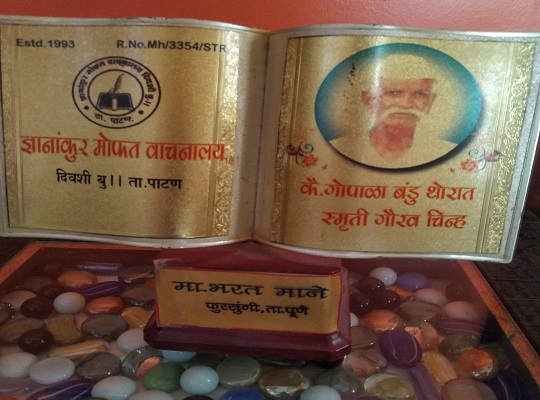 Estd.1993 R.No.Mh/3354/STR
ज्ञानांकुर मोफत वाचनालय
दिवशी बु|| ता.पाटण
कै.गोपाळा बंडु थोरात
स्मृती गौरव चिन्ह
मा.भरत माने
फुरसुंगी,ता.पूणे